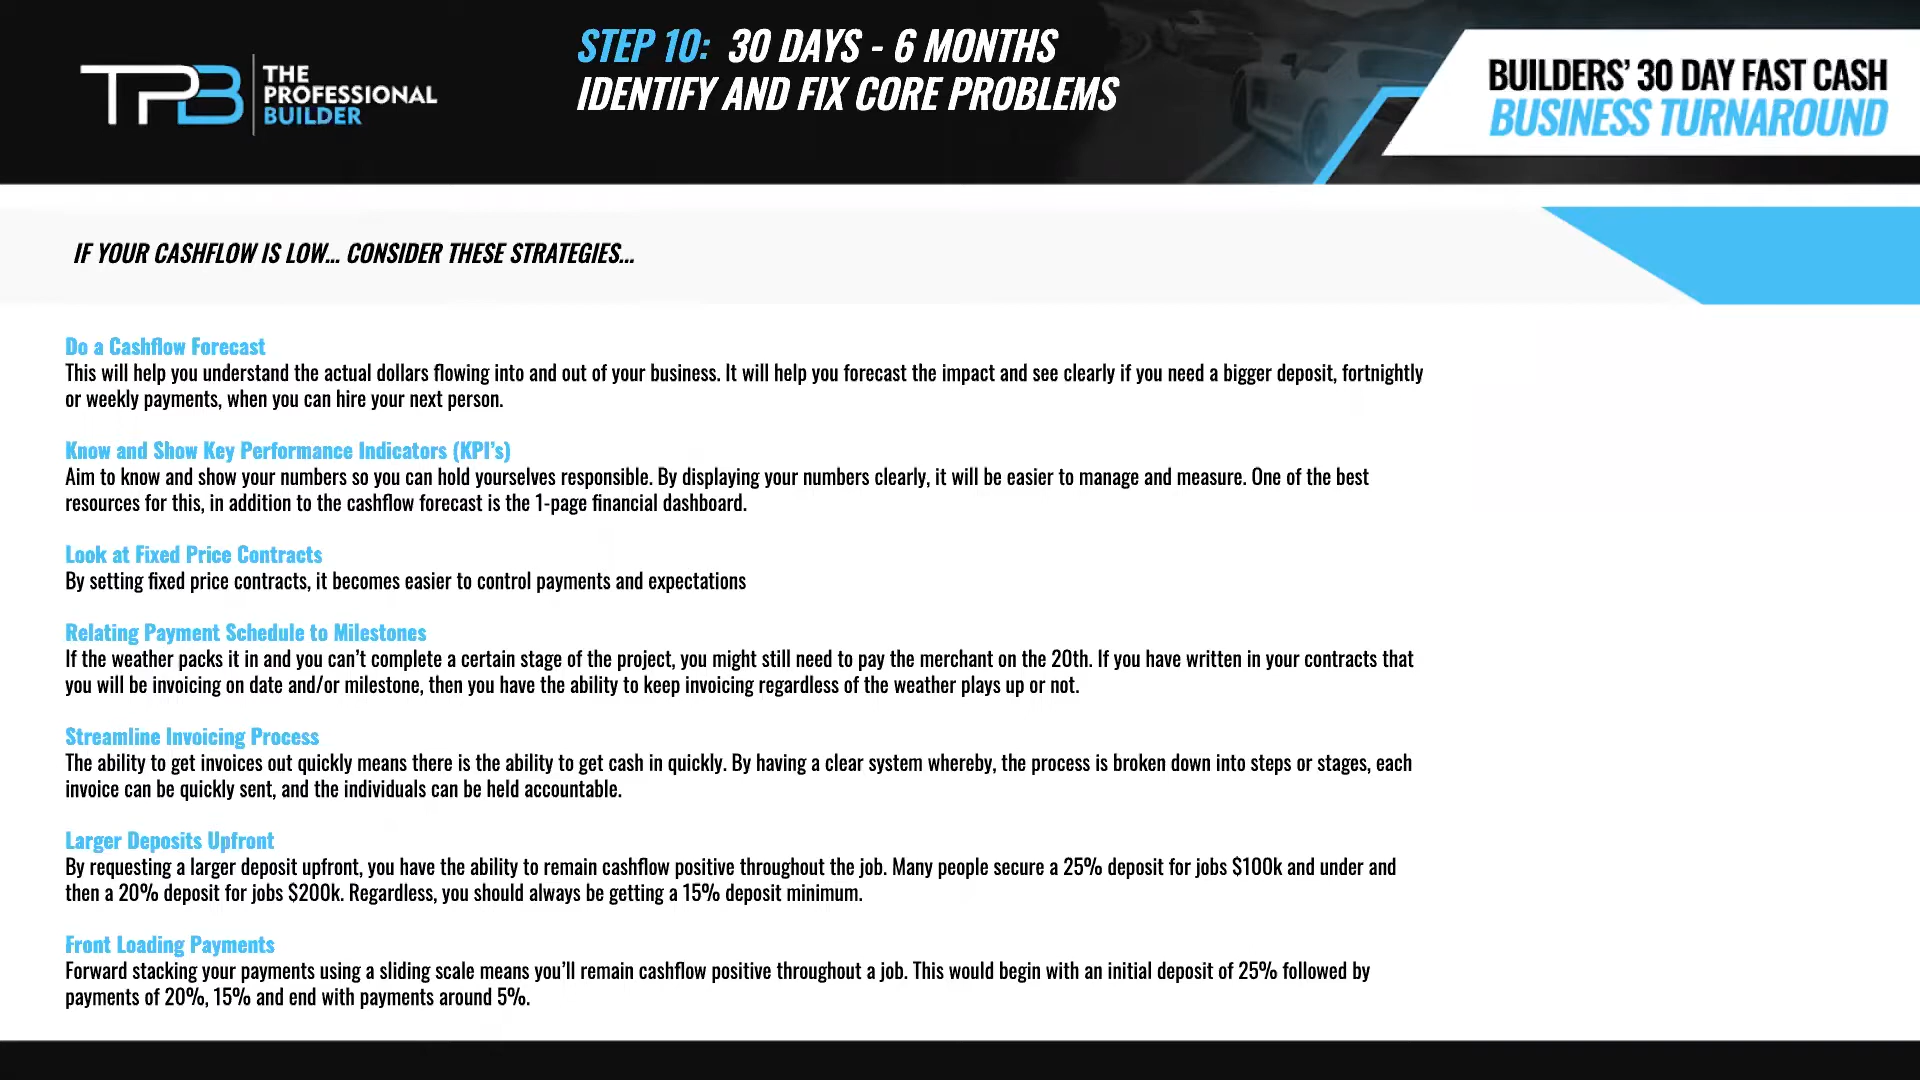 TPB THE
PROFESSIONAL
BUILDER
STEP 10: 30 DAYS - 6 MONTHS
IDENTIFY AND FIX CORE PROBLEMS
BUILDERS' 30 DAY FAST CASH
BUSINESS TURNAROUND
IF YOUR CASHFLOW IS LOW... CONSIDER THESE STRATEGIES...
Do a Cashflow Forecast
This will help you understand the actual dollars flowing into and out of your business. It will help you forecast the impact and see clearly if you need a bigger deposit, fortnightly
or weekly payments, when you can hire your next person.
Know and Show Key Performance Indicators (KPI's)
Aim to know and show your numbers so you can hold yourselves responsible. By displaying your numbers clearly, it will be easier to manage and measure. One of the best
resources for this, in addition to the cashflow forecast is the 1-page financial dashboard.
Look at Fixed Price Contracts
By setting fixed price contracts, it becomes easier to control payments and expectations
Relating Payment Schedule to Milestones
If the weather packs it in and you can't complete a certain stage of the project, you might still need to pay the merchant on the 20th. If you have written in your contracts that
you will be invoicing on date and/or milestone, then you have the ability to keep invoicing regardless of the weather plays up or not.
Streamline Invoicing Process
The ability to get invoices out quickly means there is the ability to get cash in quickly. By having a clear system whereby, the process is broken down into steps or stages, each
invoice can be quickly sent, and the individuals can be held accountable.
Larger Deposits Upfront
By requesting a larger deposit upfront, you have the ability to remain cashflow positive throughout the job. Many people secure a 25% deposit for jobs $100k and under and
then a 20% deposit for jobs $200k. Regardless, you should always be getting a 15% deposit minimum.
Front Loading Payments
Forward stacking your payments using a sliding scale means you'll remain cashflow positive throughout a job. This would begin with an initial deposit of 25% followed by
payments of 20%, 15% and end with payments around 5%.